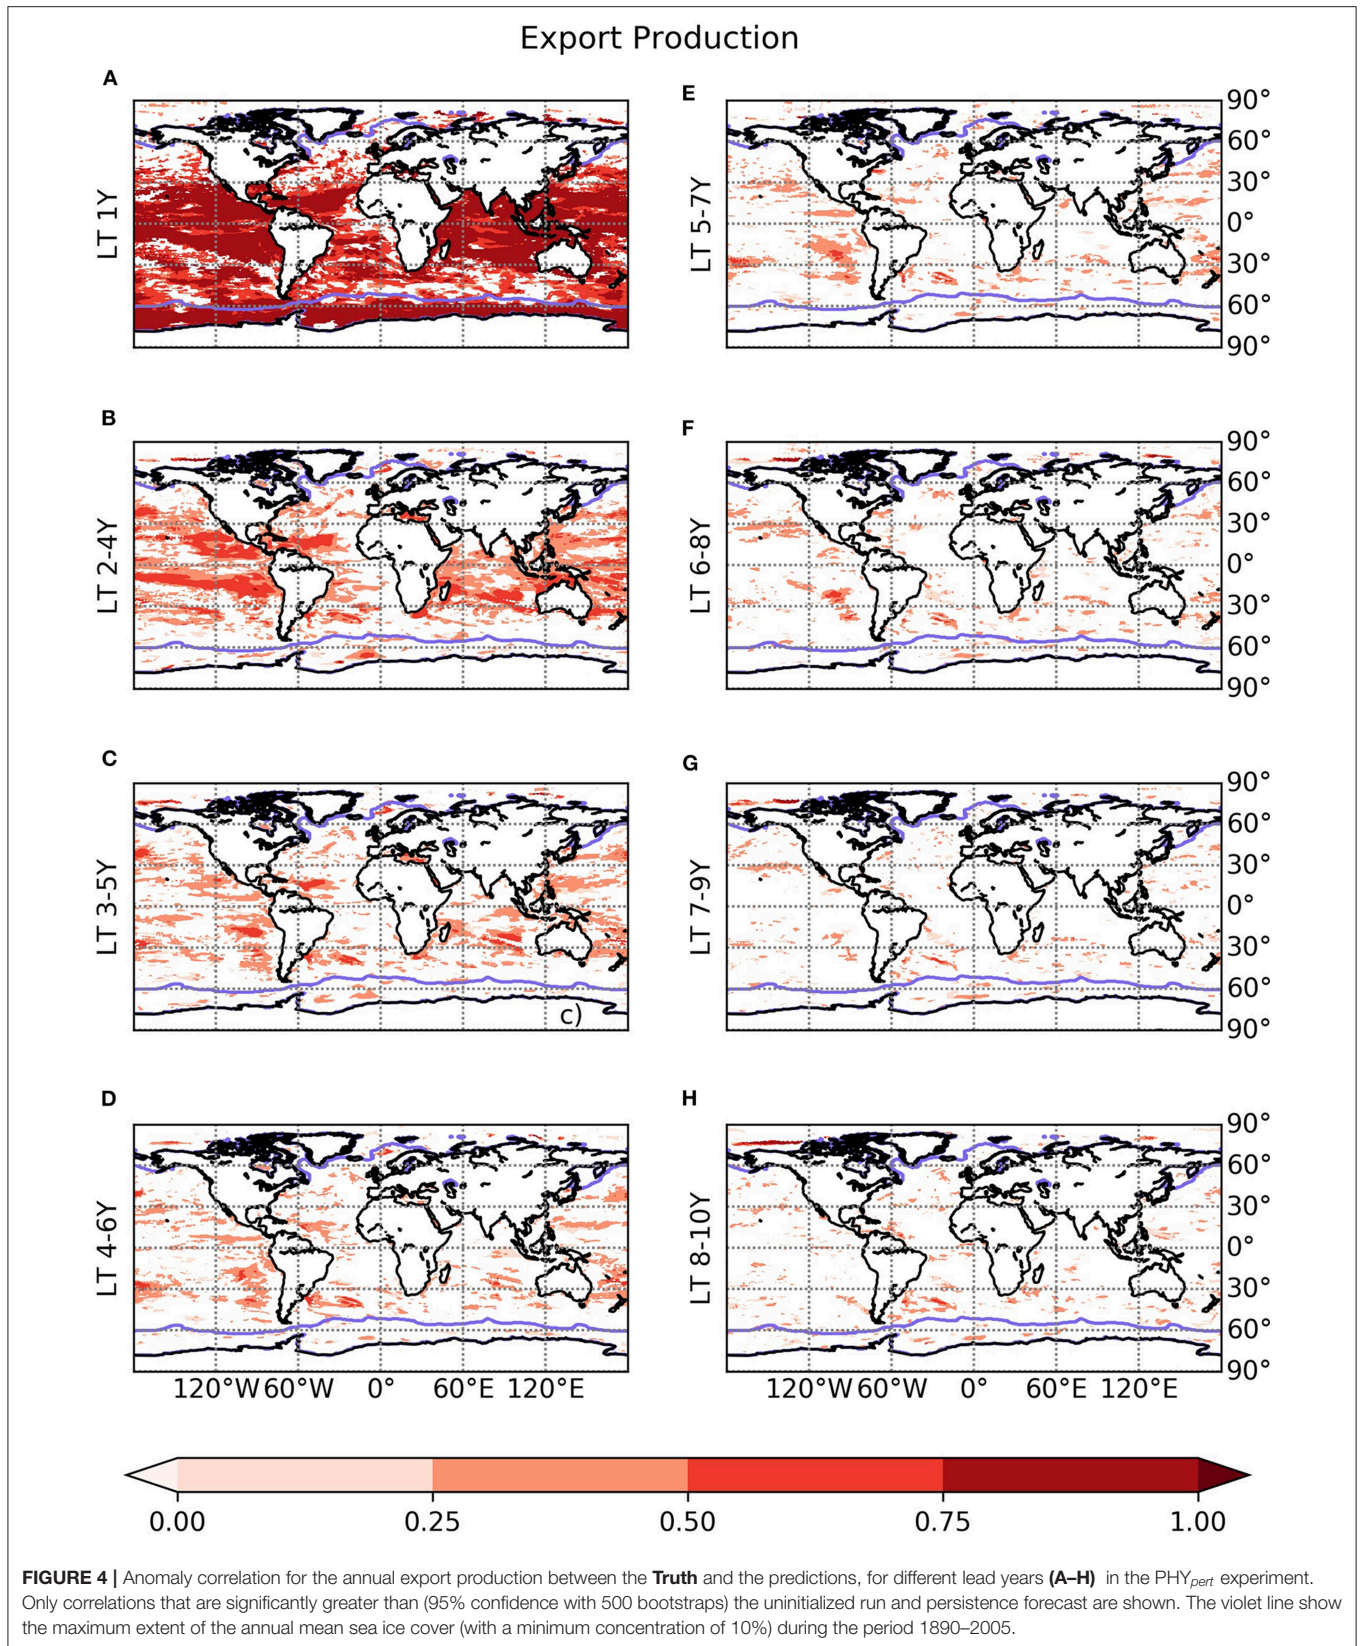 Export Production
A
LT 1Y
E
LT 5-7Y
90°
60°
30°
0°
30°
60°
90°
B
LT 2-4Y
F
LT 6-8Y
90°
60°
30°
0°
30°
60°
90°
C
LT 3-5Y
c)
G
LT 7-9Y
90°
60°
30°
0°
30°
60°
90°
D
LT 4-6Y
120°W 60°W 0° 60°E 120°E
H
LT 8-10Y
90°
60°
30°
0°
30°
60°
90°
120°W 60°W 0° 60°E 120°E
0.00 0.25 0.50 0.75 1.00
FIGURE 4 | Anomaly correlation for the annual export production between the Truth and the predictions, for different lead years (A–H) in the PHYpert experiment.
Only correlations that are significantly greater than (95% confidence with 500 bootstraps) the uninitialized run and persistence forecast are shown. The violet line show
the maximum extent of the annual mean sea ice cover (with a minimum concentration of 10%) during the period 1890–2005.